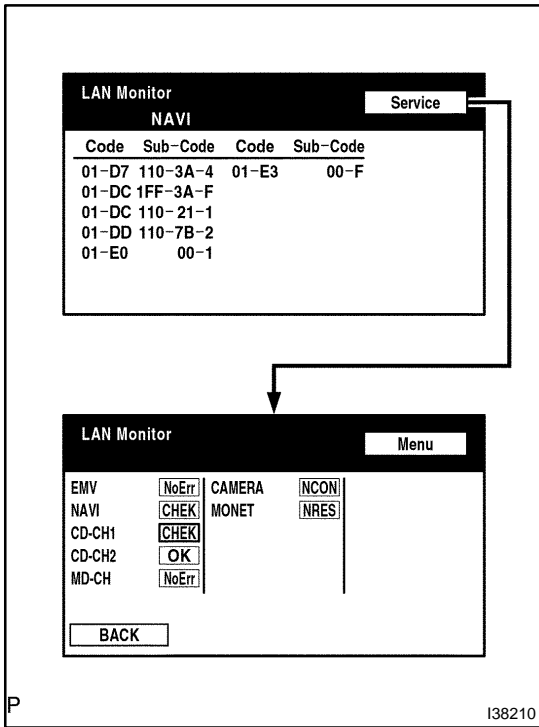 LAN Monitor
Service
NAVI
Code Sub-Code Code Sub-Code
01-D7 110-3A-4 01-E3 00-F
01-DC 1FF-3A-F
01-DC 110-21-1
01-DD 110-7B-2
01-E0 00-1
LAN Monitor
Menu
EMV NoErr CAMERA NCON
NAVI CHEK MONET NRES
CD-CH1 CHEK
CD-CH2 OK
MD-CH NoErr
BACK
P
I38210